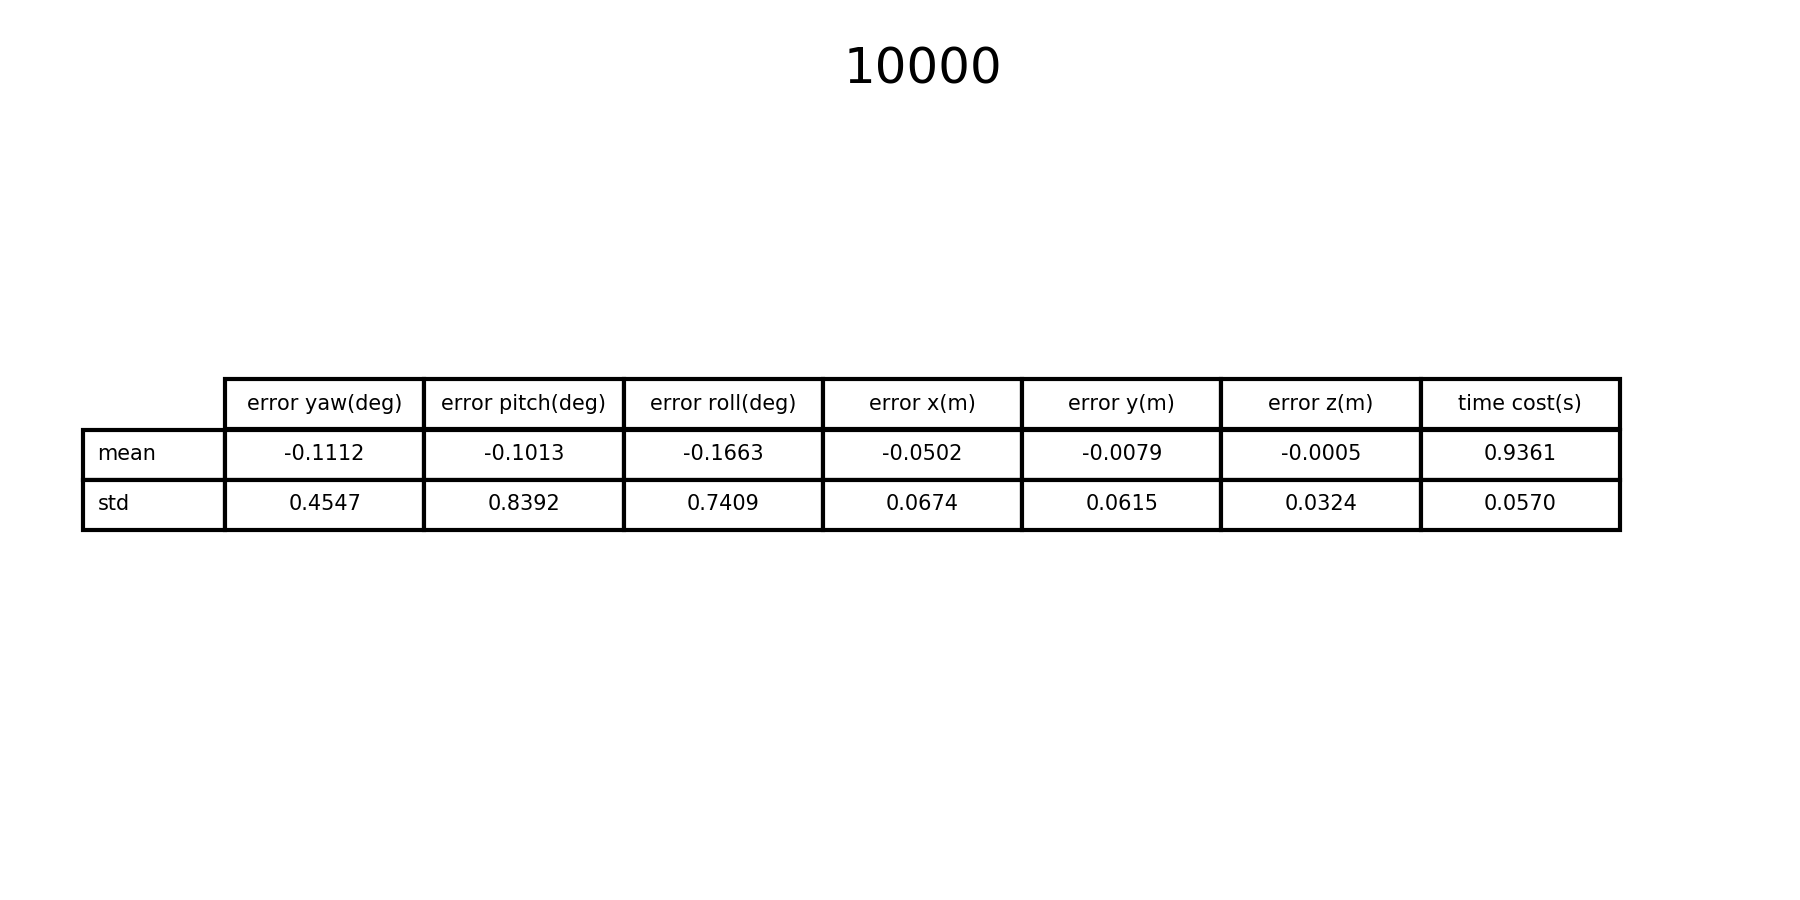 10000
error yaw(deg) error pitch(deg) error roll(deg) error x(m) error y(m) error z(m) time cost(s)
mean -0.1112 -0.1013 -0.1663 -0.0502 -0.0079 -0.0005 0.9361
std 0.4547 0.8392 0.7409 0.0674 0.0615 0.0324 0.0570